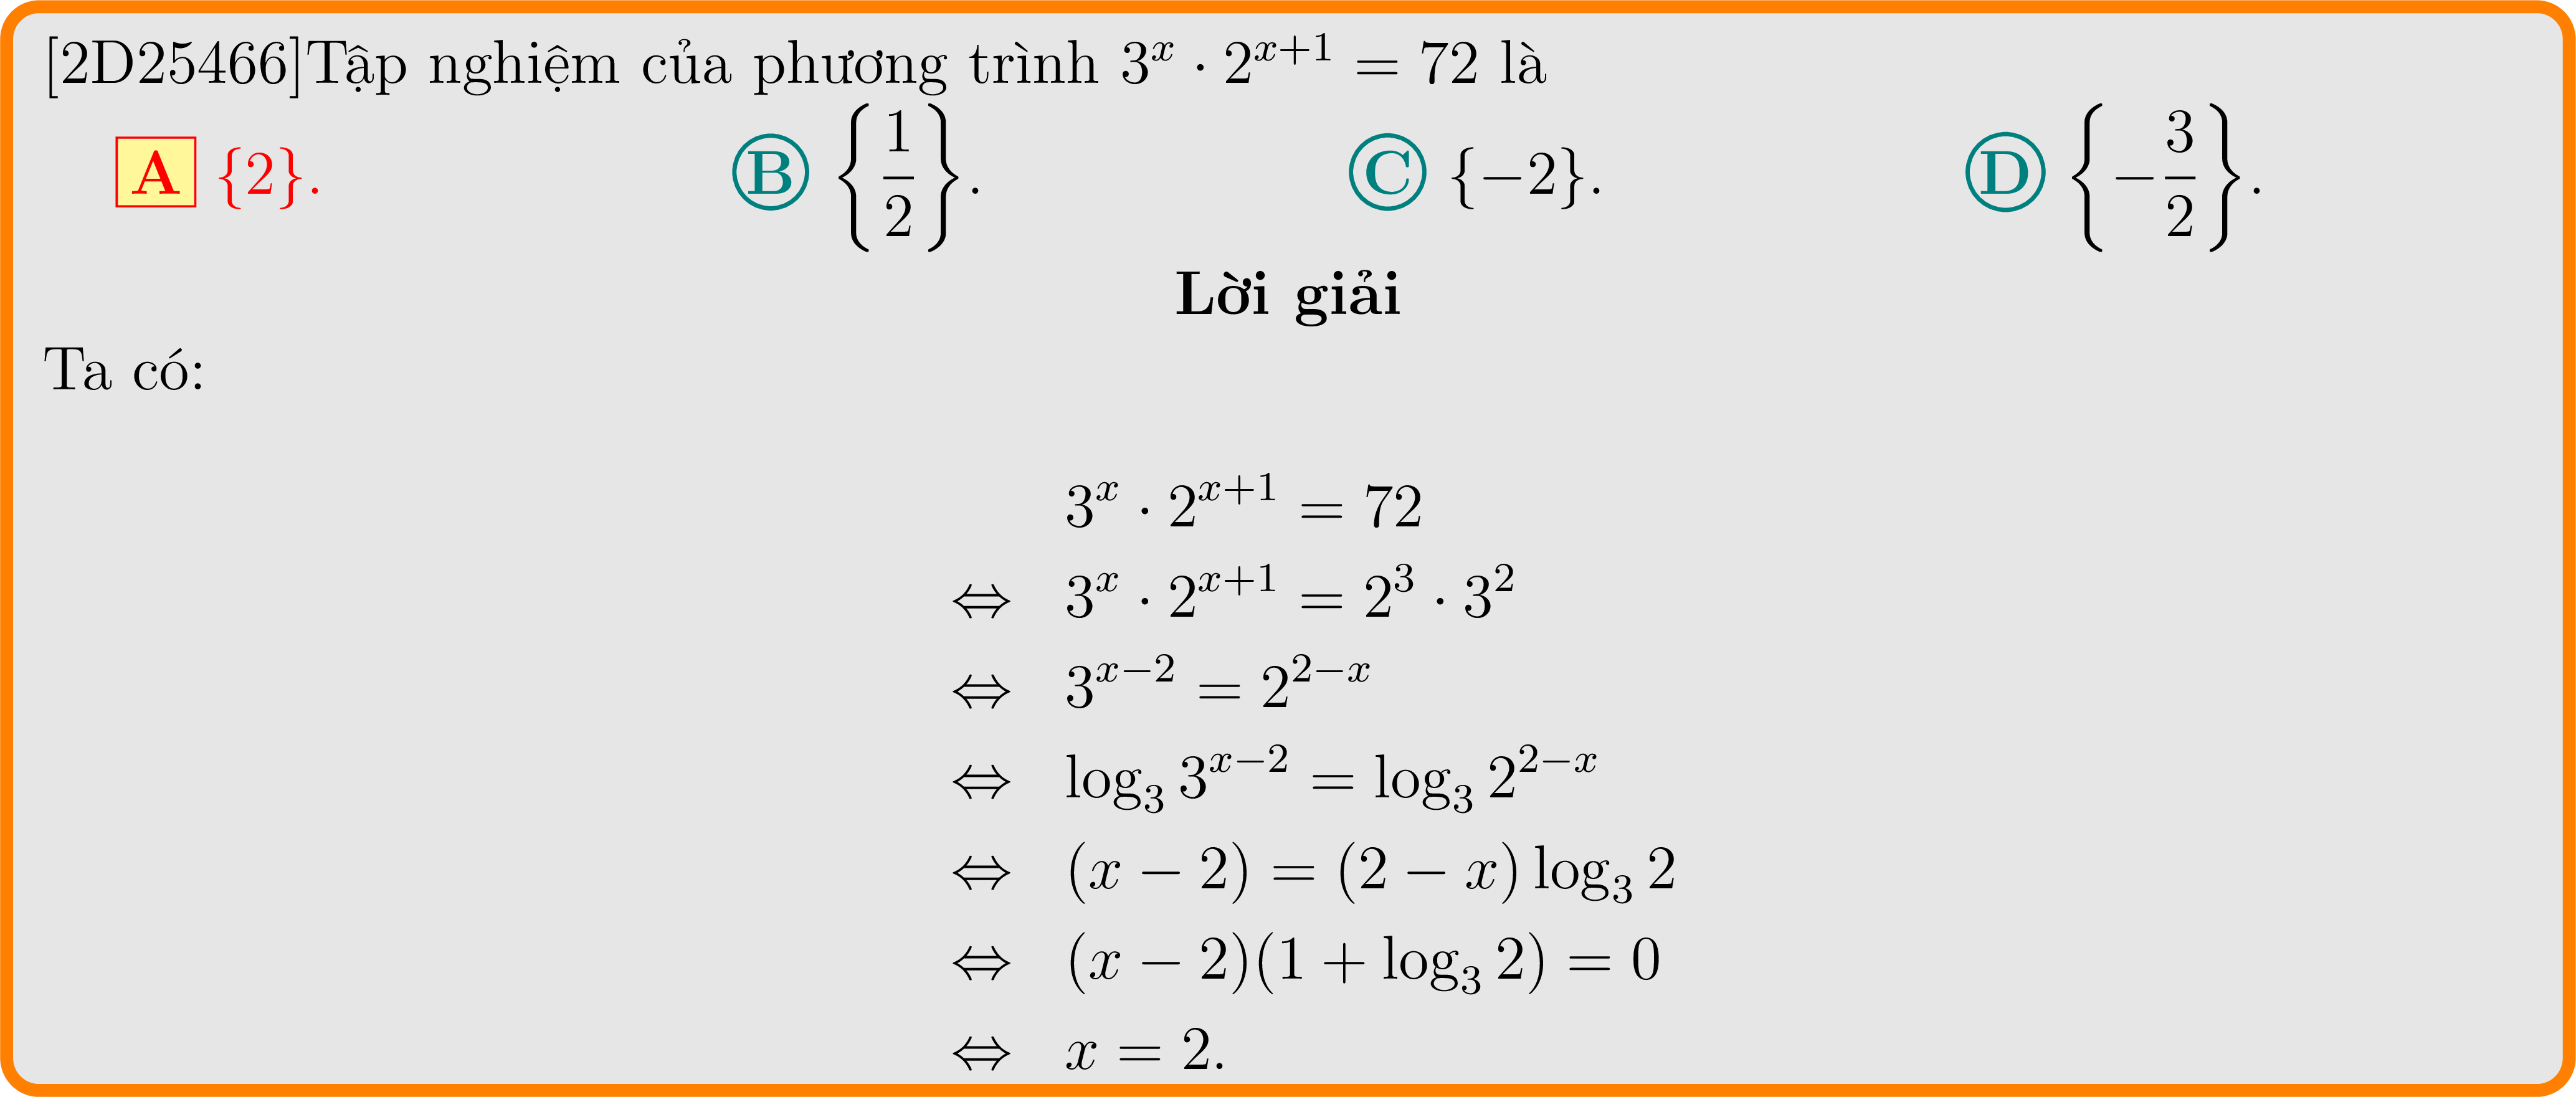 [2D25466]Tập nghiệm của phương trình $3^x \cdot 2^{x+1} = 72$ là
A {2}. B $\left\{\frac{1}{2}\right\}$. C {−2}. D $\left\{-\frac{3}{2}\right\}$.
Lời giải
Ta có:
$3^x \cdot 2^{x+1} = 72$
$\Leftrightarrow 3^x \cdot 2^{x+1} = 2^3 \cdot 3^2$
$\Leftrightarrow 3^{x-2} = 2^{2-x}$
$\Leftrightarrow \log_3 3^{x-2} = \log_3 2^{2-x}$
$\Leftrightarrow (x-2) = (2-x)\log_3 2$
$\Leftrightarrow (x-2)(1+\log_3 2) = 0$
$\Leftrightarrow x = 2.$